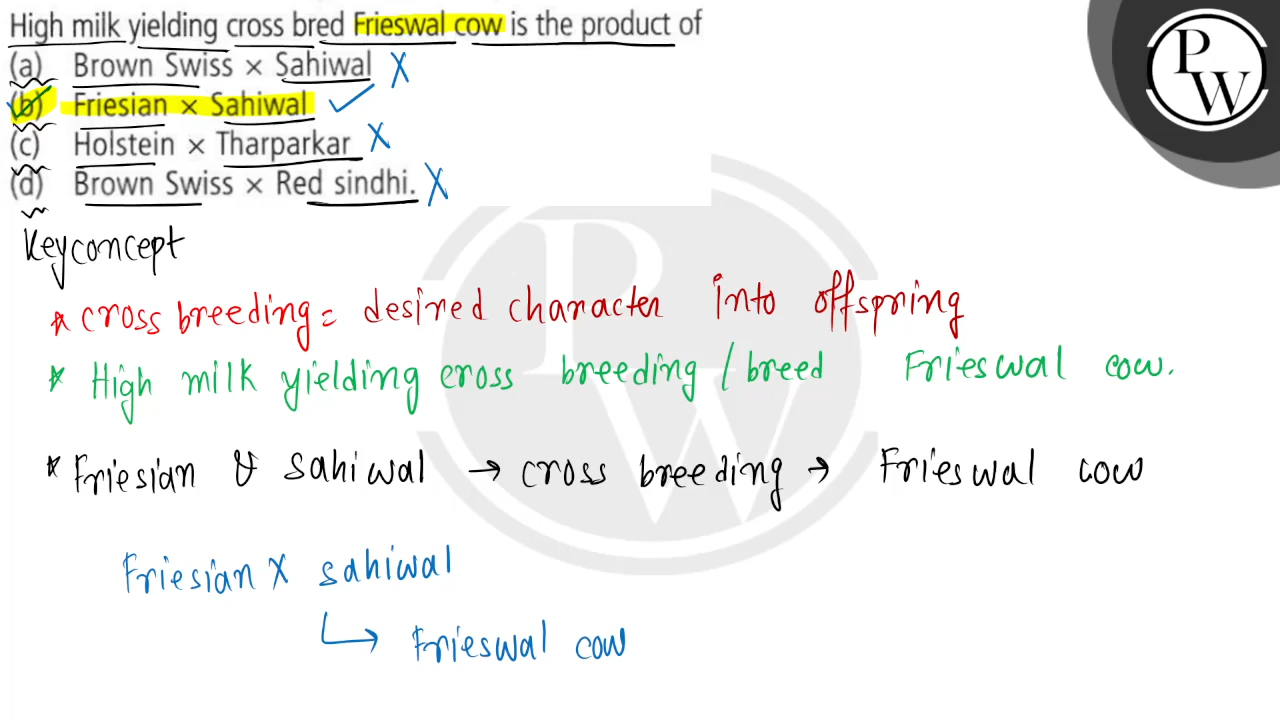 High milk yielding cross bred Frieswal cow is the product of
(a) Brown Swiss × Sahiwal X
(b) Friesian × Sahiwal ✓
(c) Holstein × Tharparkar X
(d) Brown Swiss × Red sindhi. X
P
W
Key concept
* cross breeding = desired character into offspring
* High milk yielding cross breeding / breed Frieswal cow.
* Friesian & sahiwal → cross breeding → Frieswal cow
Friesian X sahiwal
↳ Frieswal cow